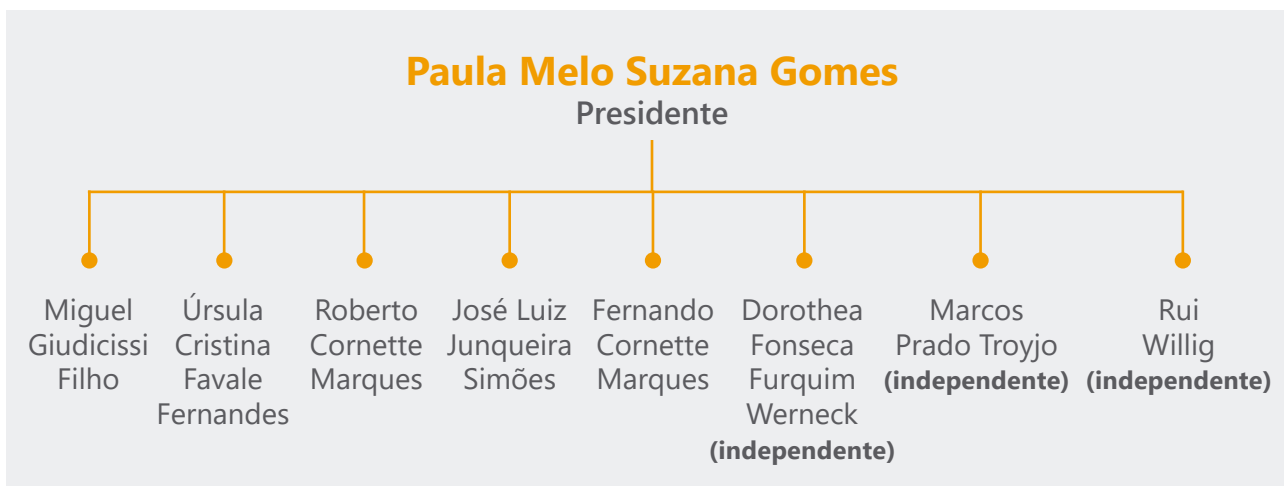 Paula Melo Suzana Gomes
Presidente
Miguel
Giudicissi
Filho
Úrsula
Cristina
Favale
Fernandes
Roberto
Cornette
Marques
José Luiz
Junqueira
Simões
Fernando
Cornette
Marques
Dorothea
Fonseca
Furquim
Werneck
(independente)
Marcos
Prado Troyjo
(independente)
Rui
Willig
(independente)